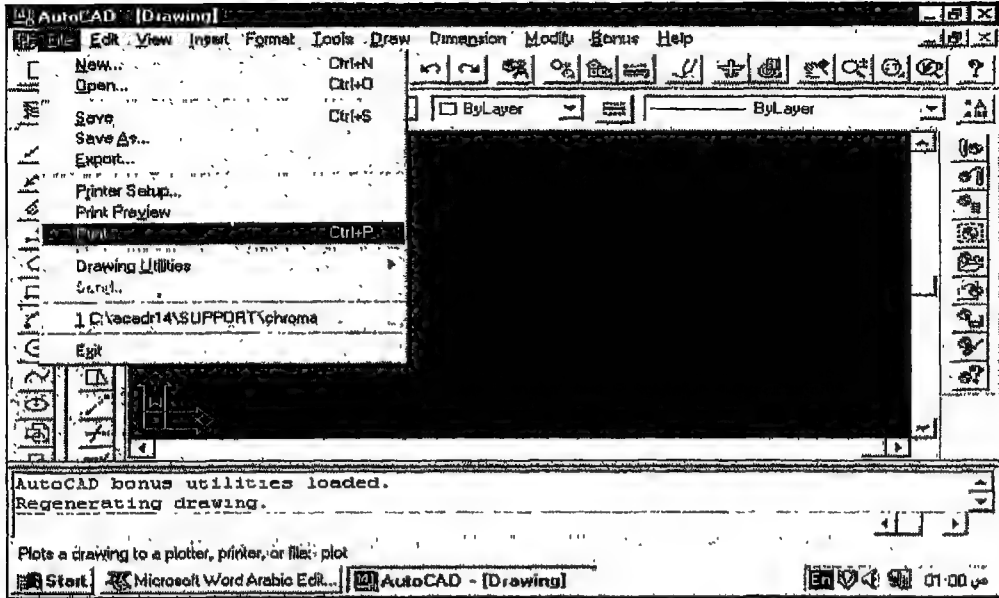 AutoCAD - [Drawing]
File Edit View Insert Format Tools Draw Dimension Modify Bonus Help
New... Ctrl+N
Open... Ctrl+O
ByLayer ByLayer
Save Ctrl+S
Save As...
Export...
Printer Setup...
Print Preview
Print... Ctrl+P
Drawing Utilities
Send...
1 C:\acadr14\SUPPORT\chroma
Exit
W
AutoCAD bonus utilities loaded.
Regenerating drawing.
Plots a drawing to a plotter, printer, or file: plot
Start Microsoft Word Arabic Edit... AutoCAD - [Drawing] En 01:00 ص